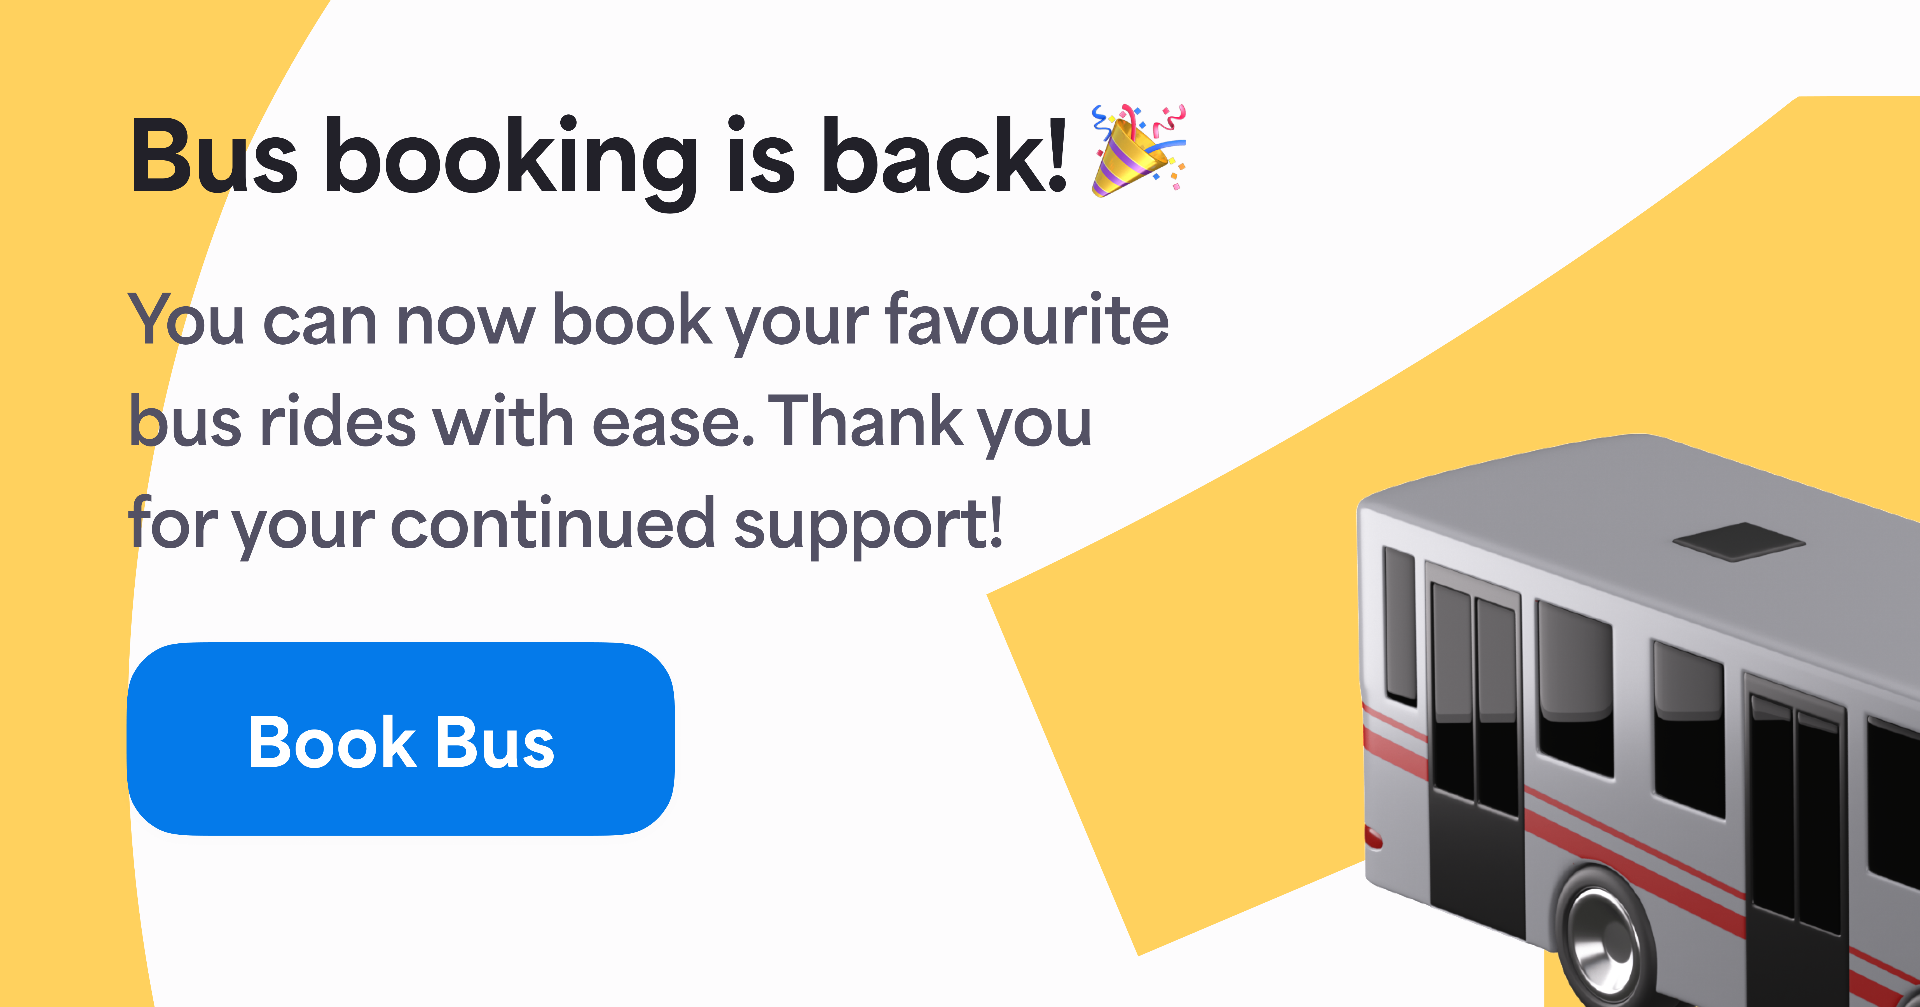 Bus booking is back! 🎉
You can now book your favourite
bus rides with ease. Thank you
for your continued support!
Book Bus